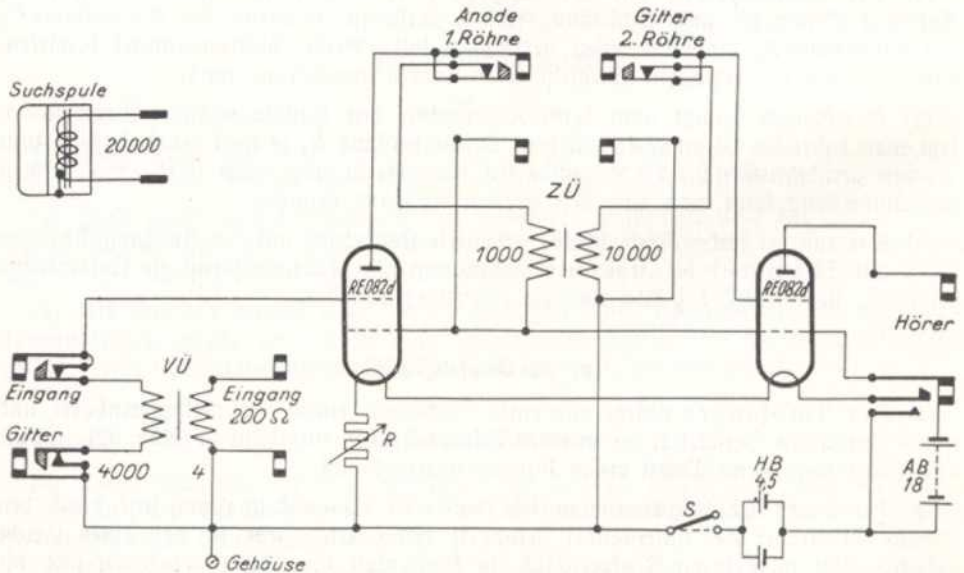 Anode
1. Röhre
Gitter
2. Röhre
Suchspule
20000
ZÜ
1000
10000
RE082d
RE082d
Hörer
VÜ
Eingang
Eingang
200 Ω
Gitter
4000
4
R
HB
4,5
AB
18
S
Gehäuse